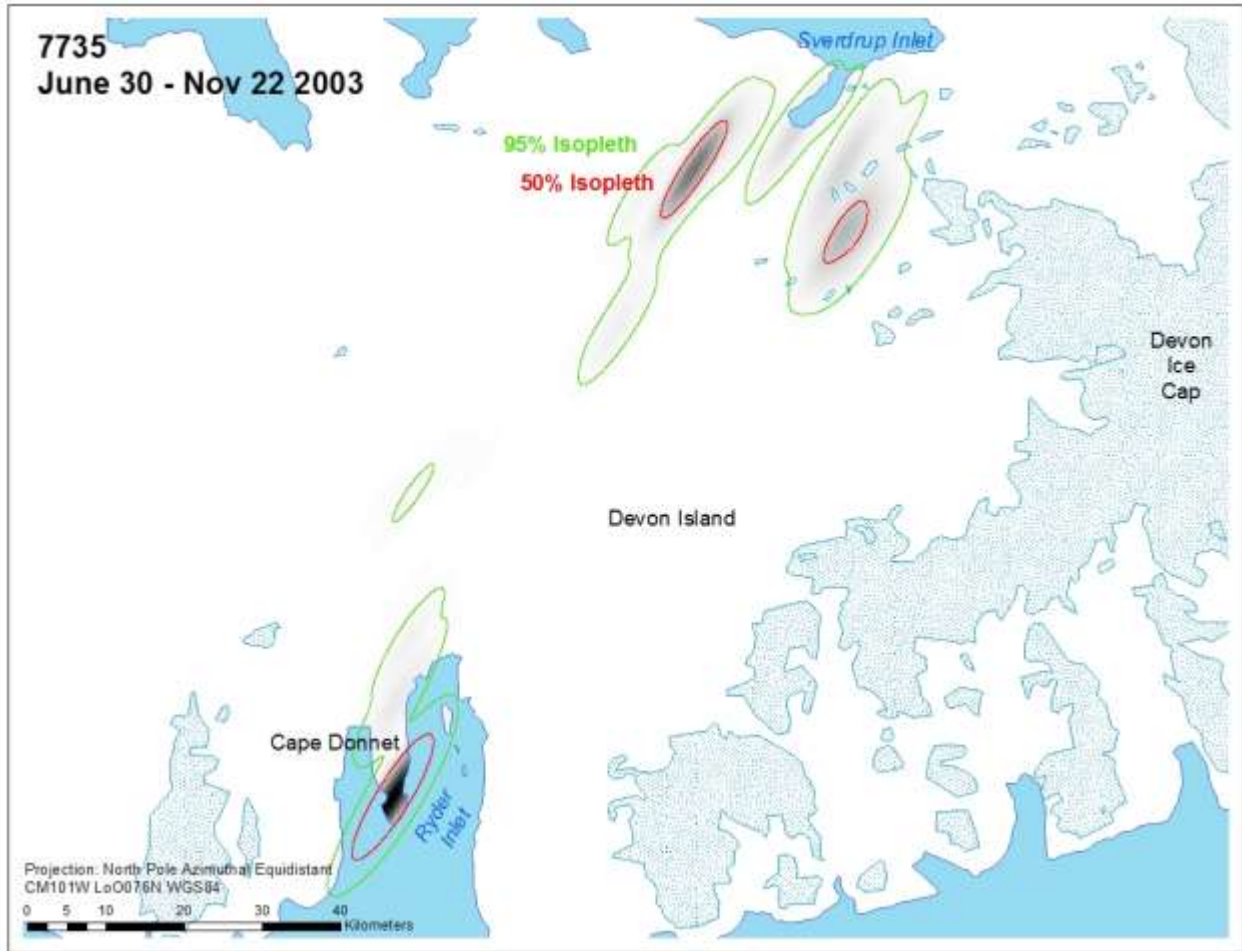 7735
June 30 - Nov 22 2003
Sverdrup Inlet
95% Isopleth
50% Isopleth
Devon
Ice
Cap
Devon Island
Cape Donnet
Ryder
Inlet
Projection: North Pole Azimuthal Equidistant
CM101W LoO076N WGS84
0 5 10 20 30 40
Kilometers